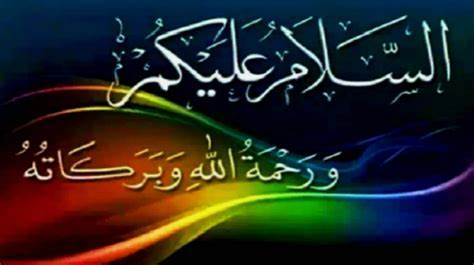 السَّلَامُ عَلَيْكُمْ
وَرَحْمَةُ اللهِ وَبَرَكَاتُهُ